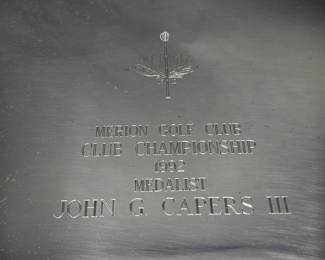 MERION GOLF CLUB
CLUB CHAMPIONSHIP
1992
MEDALIST
JOHN G. CAPERS III